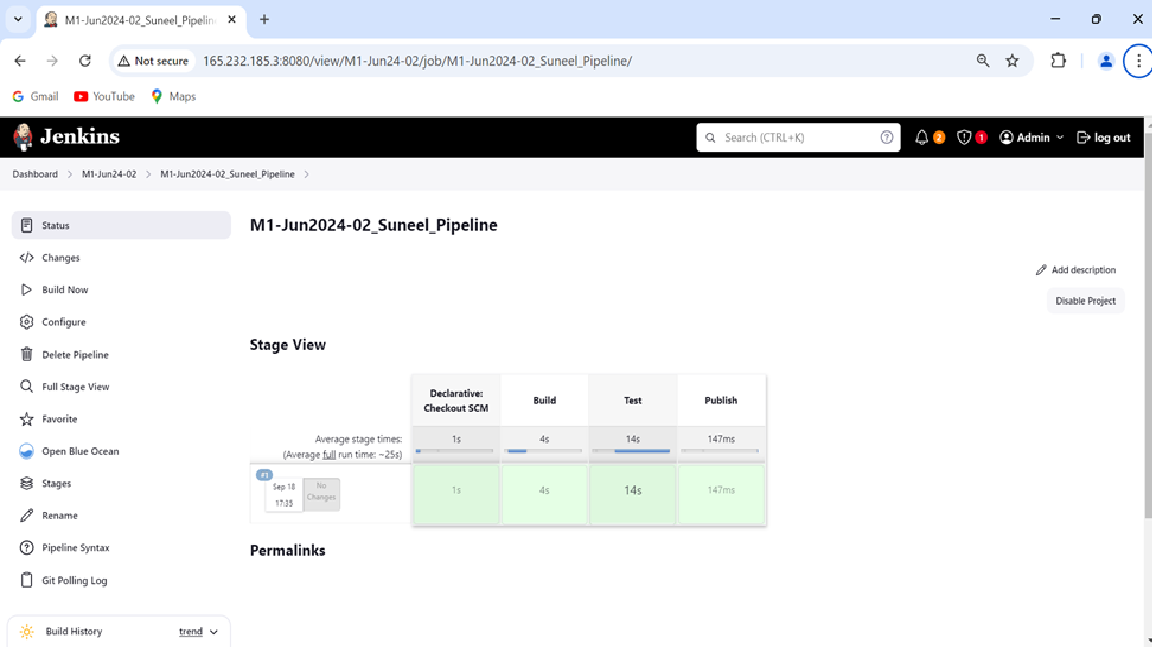 M1-Jun2024-02_Suneel_Pipelin
Not secure 165.232.185.3:8080/view/M1-Jun24-02/job/M1-Jun2024-02_Suneel_Pipeline/
Gmail YouTube Maps
Jenkins Search (CTRL+K) 2 1 Admin log out
Dashboard M1-Jun24-02 M1-Jun2024-02_Suneel_Pipeline
Status
Changes
Build Now
Configure
Delete Pipeline
Full Stage View
Favorite
Open Blue Ocean
Stages
Rename
Pipeline Syntax
Git Polling Log
Build History trend
M1-Jun2024-02_Suneel_Pipeline
Add description
Disable Project
Stage View
Declarative:
Checkout SCM
Build
Test
Publish
Average stage times: 1s 4s 14s 147ms
(Average full run time: ~25s)
#1
Sep 18
17:35
No
Changes
1s 4s 14s 147ms
Permalinks